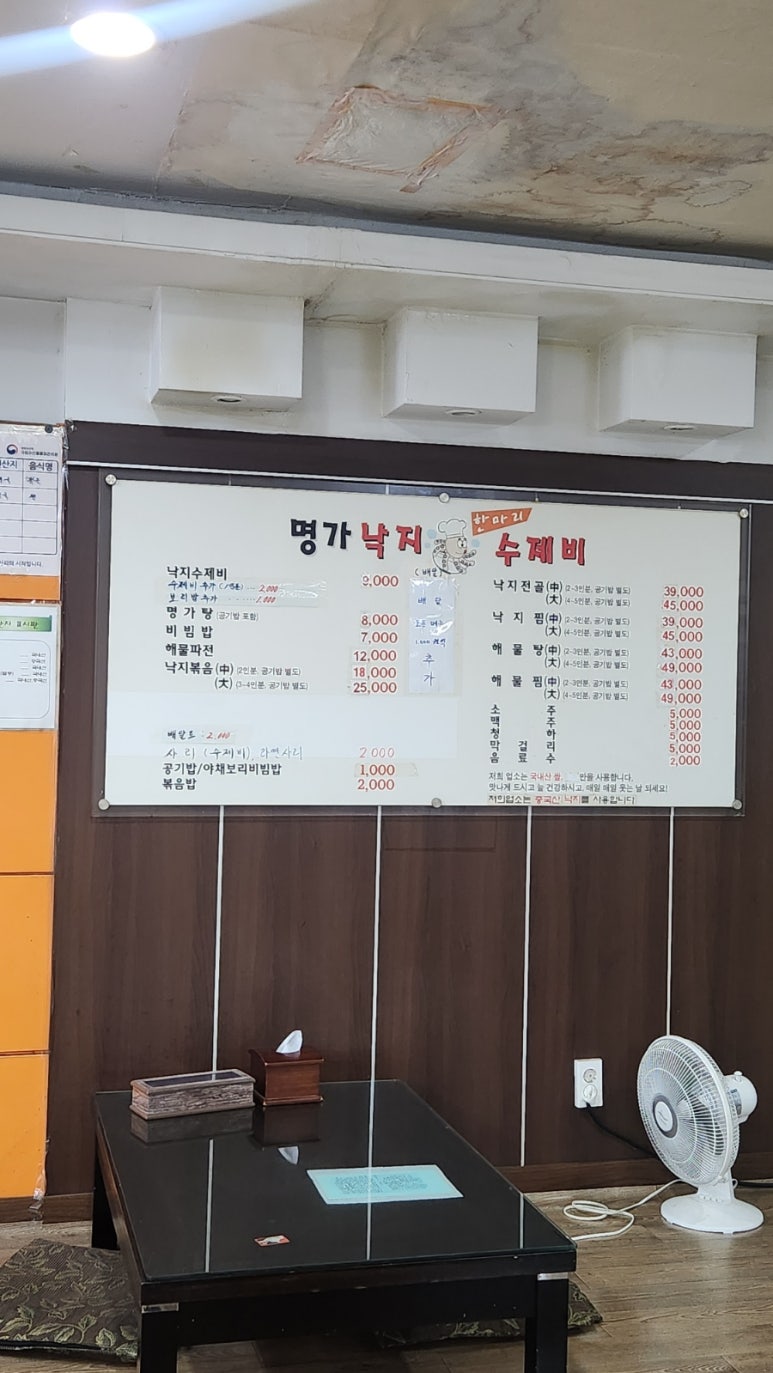 산지 음식명
명가낙지 한마리 수제비
낙지수제비 9,000
수제비추가(1인분) ---- 2,000
보리밥추가 ------- 1,000
명가탕(공기밥 포함) 8,000
비빔밥 7,000
해물파전 12,000
낙지볶음(中)(2인분, 공기밥 별도) 18,000
(大)(3~4인분, 공기밥 별도) 25,000
배달료 : 2,000
사리 (수제비), 라면사리 2000
공기밥/야채보리비빔밥 1,000
볶음밥 2,000
(배달)
배달
추
가
낙지전골(中)(2~3인분, 공기밥 별도) 39,000
(大)(4~5인분, 공기밥 별도) 45,000
낙지찜(中)(2~3인분, 공기밥 별도) 39,000
(大)(4~5인분, 공기밥 별도) 45,000
해물탕(中)(2~3인분, 공기밥 별도) 43,000
(大)(4~5인분, 공기밥 별도) 49,000
해물찜(中)(2~3인분, 공기밥 별도) 43,000
(大)(4~5인분, 공기밥 별도) 49,000
소주 5,000
맥주 5,000
청하 5,000
막걸리 5,000
음료수 2,000
저희 업소는 국내산 쌀, 만을 사용합니다.
맛나게 드시고 늘 건강하시고, 매일 매일 웃는 날 되세요!
저희업소는 중국산 낙지를 사용합니다